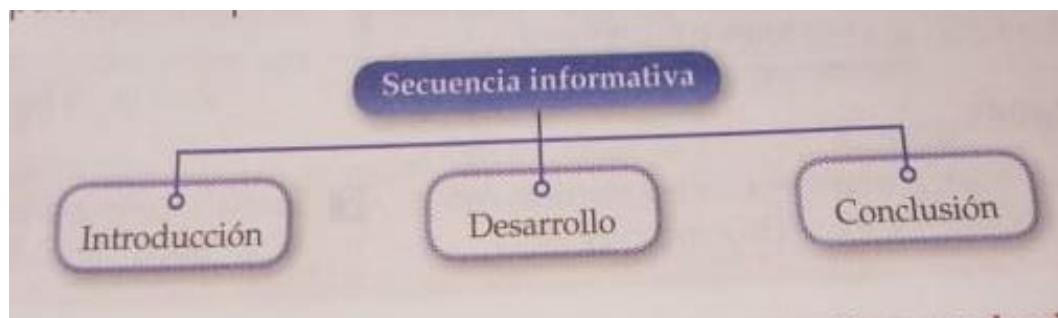 Secuencia informativa
Introducción
Desarrollo
Conclusión